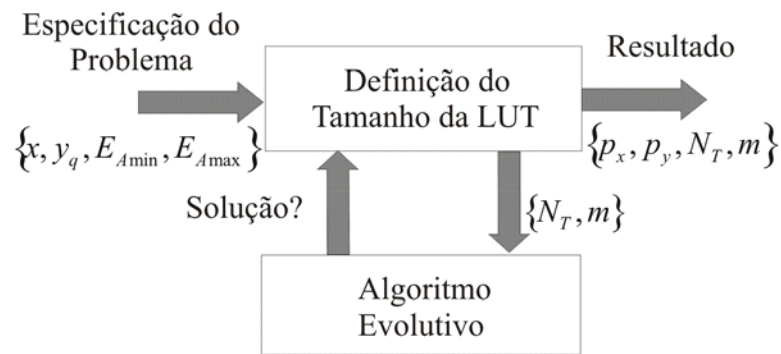 Especificação do
Problema
{x, y_q, E_Amin, E_Amax}
Definição do
Tamanho da LUT
Resultado
{p_x, p_y, N_T, m}
Solução?
{N_T, m}
Algoritmo
Evolutivo